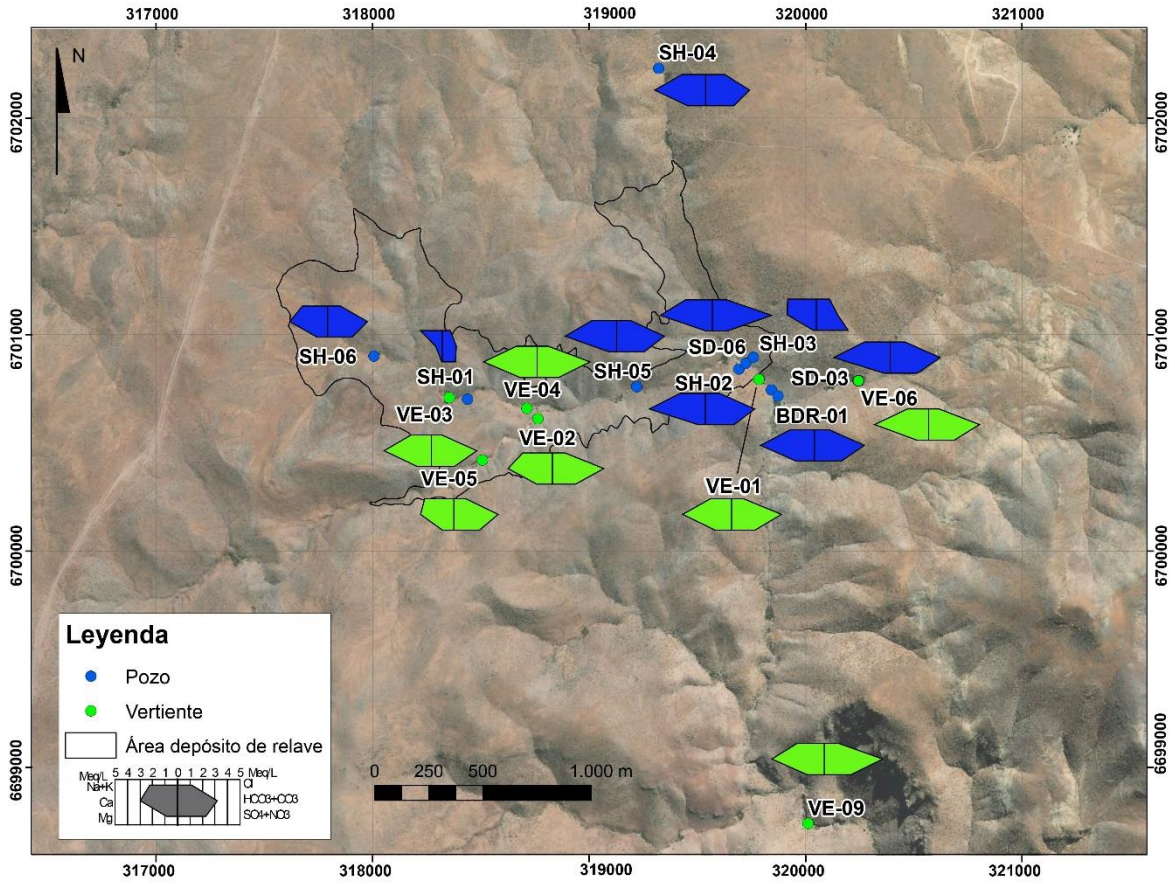 317000
318000
319000
320000
321000
N
SH-04
6702000
6702000
6701000
6701000
SH-06
SH-01
SH-05
SD-06
SH-03
VE-04
SH-02
SD-03
VE-06
VE-03
BDR-01
VE-02
VE-05
VE-01
6700000
6700000
Leyenda
Pozo
Vertiente
Área depósito de relave
Meq/L 5 4 3 2 1 0 1 2 3 4 5 Meq/L
Na+K Cl
Ca HCO3+CO3
Mg SO4+NO3
0 250 500 1.000 m
6699000
6699000
VE-09
317000
318000
319000
320000
321000